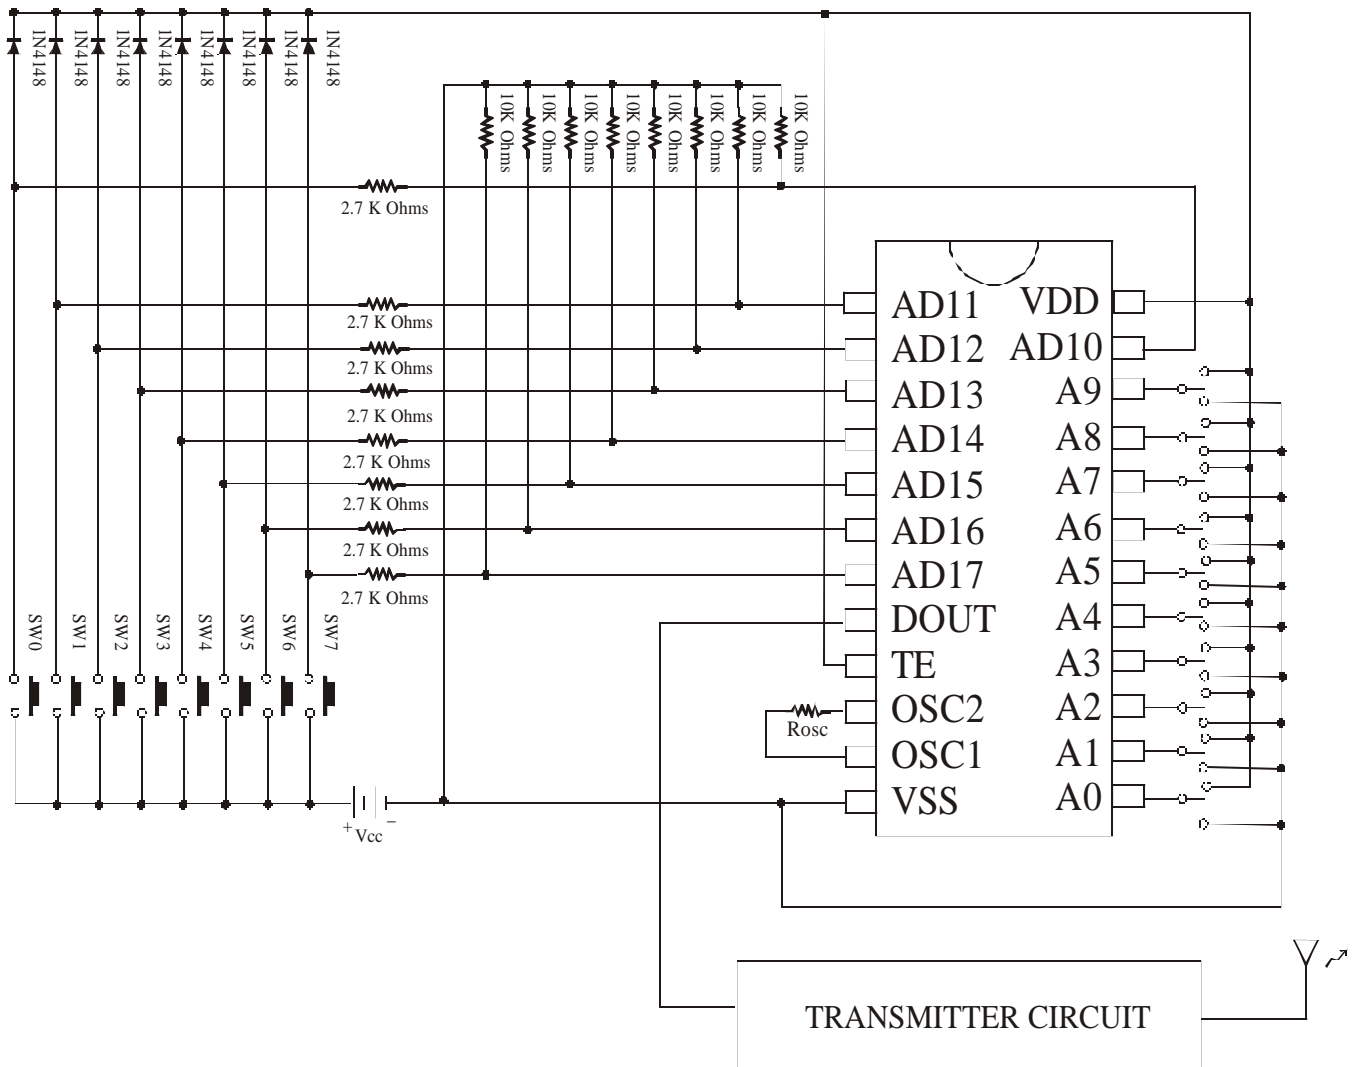 1N4148
1N4148
1N4148
1N4148
1N4148
1N4148
1N4148
1N4148
10K Ohms
10K Ohms
10K Ohms
10K Ohms
10K Ohms
10K Ohms
10K Ohms
10K Ohms
2.7 K Ohms
2.7 K Ohms
2.7 K Ohms
2.7 K Ohms
2.7 K Ohms
2.7 K Ohms
2.7 K Ohms
2.7 K Ohms
AD11 VDD
AD12 AD10
AD13 A9
AD14 A8
AD15 A7
AD16 A6
AD17 A5
DOUT A4
TE A3
OSC2 A2
OSC1 A1
VSS A0
Rosc
SW0
SW1
SW2
SW3
SW4
SW5
SW6
SW7
+ Vcc −
TRANSMITTER CIRCUIT